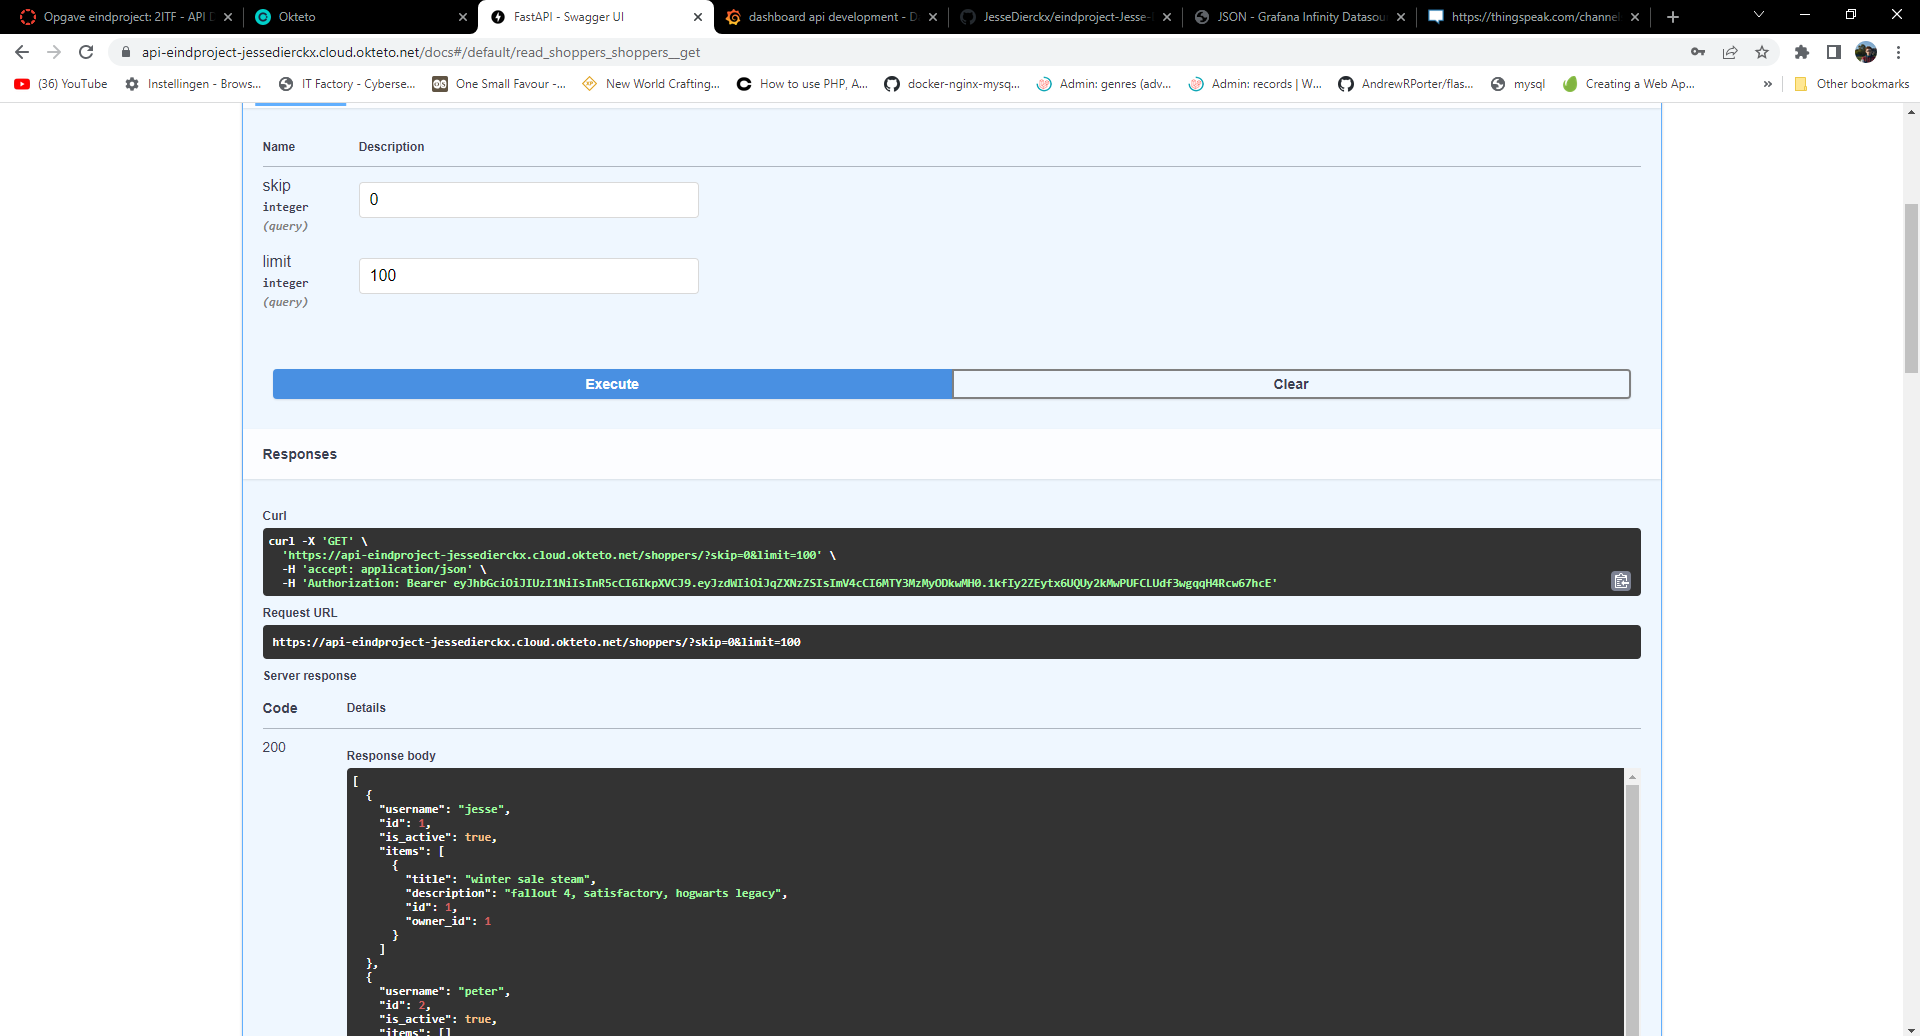 Opgave eindproject: 2ITF - API D
Okteto
FastAPI - Swagger UI
dashboard api development - D
JesseDierckx/eindproject-Jesse-
JSON - Grafana Infinity Datasou
https://thingspeak.com/channel
api-eindproject-jessedierckx.cloud.okteto.net/docs#/default/read_shoppers_shoppers__get
(36) YouTube
Instellingen - Brows...
IT Factory - Cyberse...
One Small Favour -...
New World Crafting...
How to use PHP, A...
docker-nginx-mysq...
Admin: genres (adv...
Admin: records | W...
AndrewRPorter/flas...
mysql
Creating a Web Ap...
»
Other bookmarks
Name Description
skip
integer
(query)
0
limit
integer
(query)
100
Execute
Clear
Responses
Curl
curl -X 'GET' \
'https://api-eindproject-jessedierckx.cloud.okteto.net/shoppers/?skip=0&limit=100' \
-H 'accept: application/json' \
-H 'Authorization: Bearer eyJhbGciOiJIUzI1NiIsInR5cCI6IkpXVCJ9.eyJzdWIiOiJqZXNzZSIsImV4cCI6MTY3MzMyODkwMH0.1kfIy2ZEytx6UQUy2kMwPUFCLUdf3wgqqH4Rcw67hcE'
Request URL
https://api-eindproject-jessedierckx.cloud.okteto.net/shoppers/?skip=0&limit=100
Server response
Code Details
200
Response body
[
{
"username": "jesse",
"id": 1,
"is_active": true,
"items": [
{
"title": "winter sale steam",
"description": "fallout 4, satisfactory, hogwarts legacy",
"id": 1,
"owner_id": 1
}
]
},
{
"username": "peter",
"id": 2,
"is_active": true,
"items": []